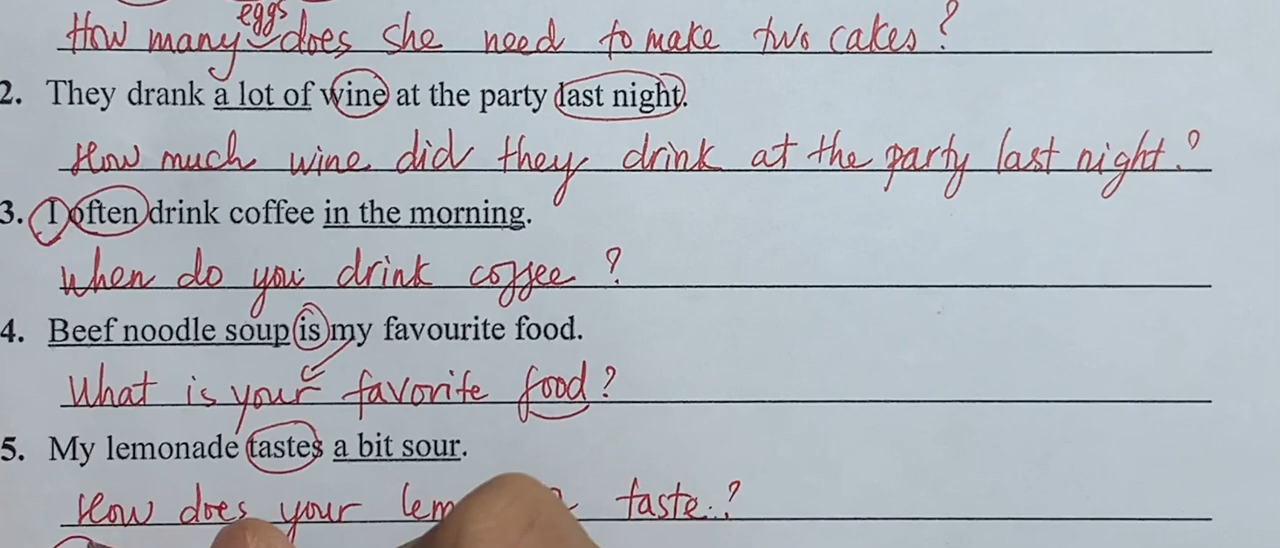 How many eggs does she need to make two cakes?
2. They drank a lot of wine at the party last night.
How much wine did they drink at the party last night?
3. I often drink coffee in the morning.
When do you drink coffee?
4. Beef noodle soup is my favourite food.
What is your favorite food?
5. My lemonade tastes a bit sour.
How does your taste?